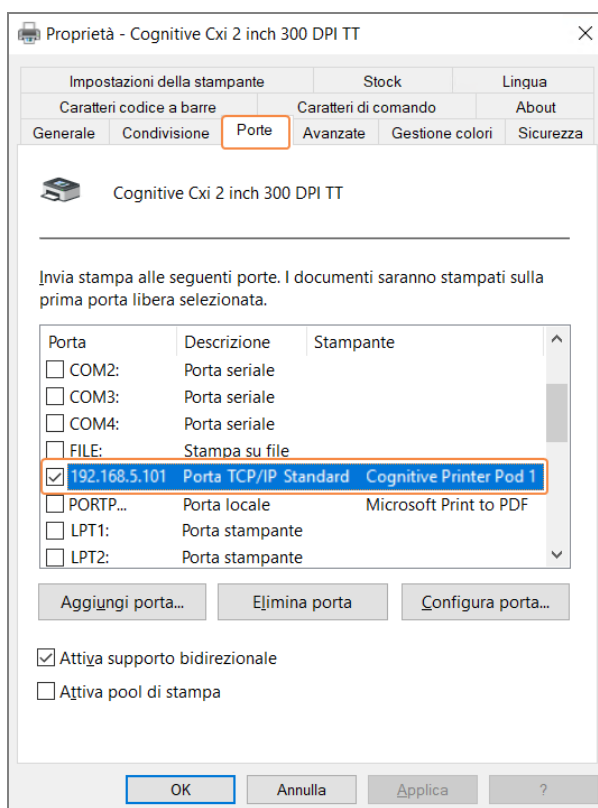 Proprietà - Cognitive Cxi 2 inch 300 DPI TT
Impostazioni della stampante Stock Lingua
Caratteri codice a barre Caratteri di comando About
Generale Condivisione Porte Avanzate Gestione colori Sicurezza
Cognitive Cxi 2 inch 300 DPI TT
Invia stampa alle seguenti porte. I documenti saranno stampati sulla
prima porta libera selezionata.
Porta Descrizione Stampante
COM2: Porta seriale
COM3: Porta seriale
COM4: Porta seriale
FILE: Stampa su file
192.168.5.101 Porta TCP/IP Standard Cognitive Printer Pod 1
PORTP... Porta locale Microsoft Print to PDF
LPT1: Porta stampante
LPT2: Porta stampante
Aggiungi porta... Elimina porta Configura porta...
Attiva supporto bidirezionale
Attiva pool di stampa
OK Annulla Applica ?